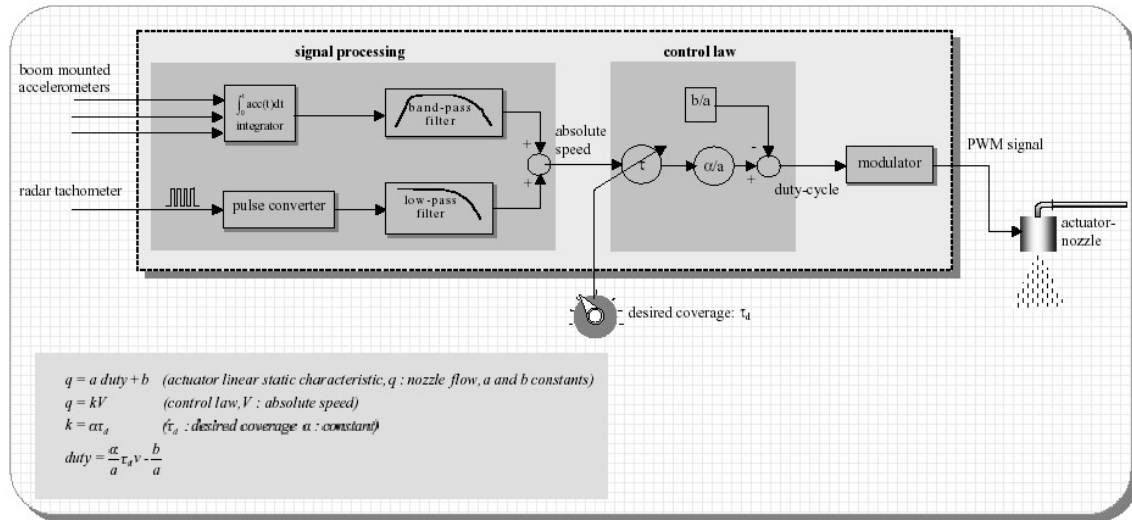 signal processing
control law
boom mounted
accelerometers
∫₀ᵗ acc(t)dt
integrator
band-pass
filter
b/a
absolute
speed
PWM signal
+
+
τ
α/a
-
+
modulator
radar tachometer
pulse converter
low-pass
filter
duty-cycle
actuator-
nozzle
desired coverage: τd
q = a duty + b (actuator linear static characteristic, q : nozzle flow, a and b constants)
q = kV (control law, V : absolute speed)
k = ατd (τd : desired coverage α : constant)
duty = α/a τd v - b/a